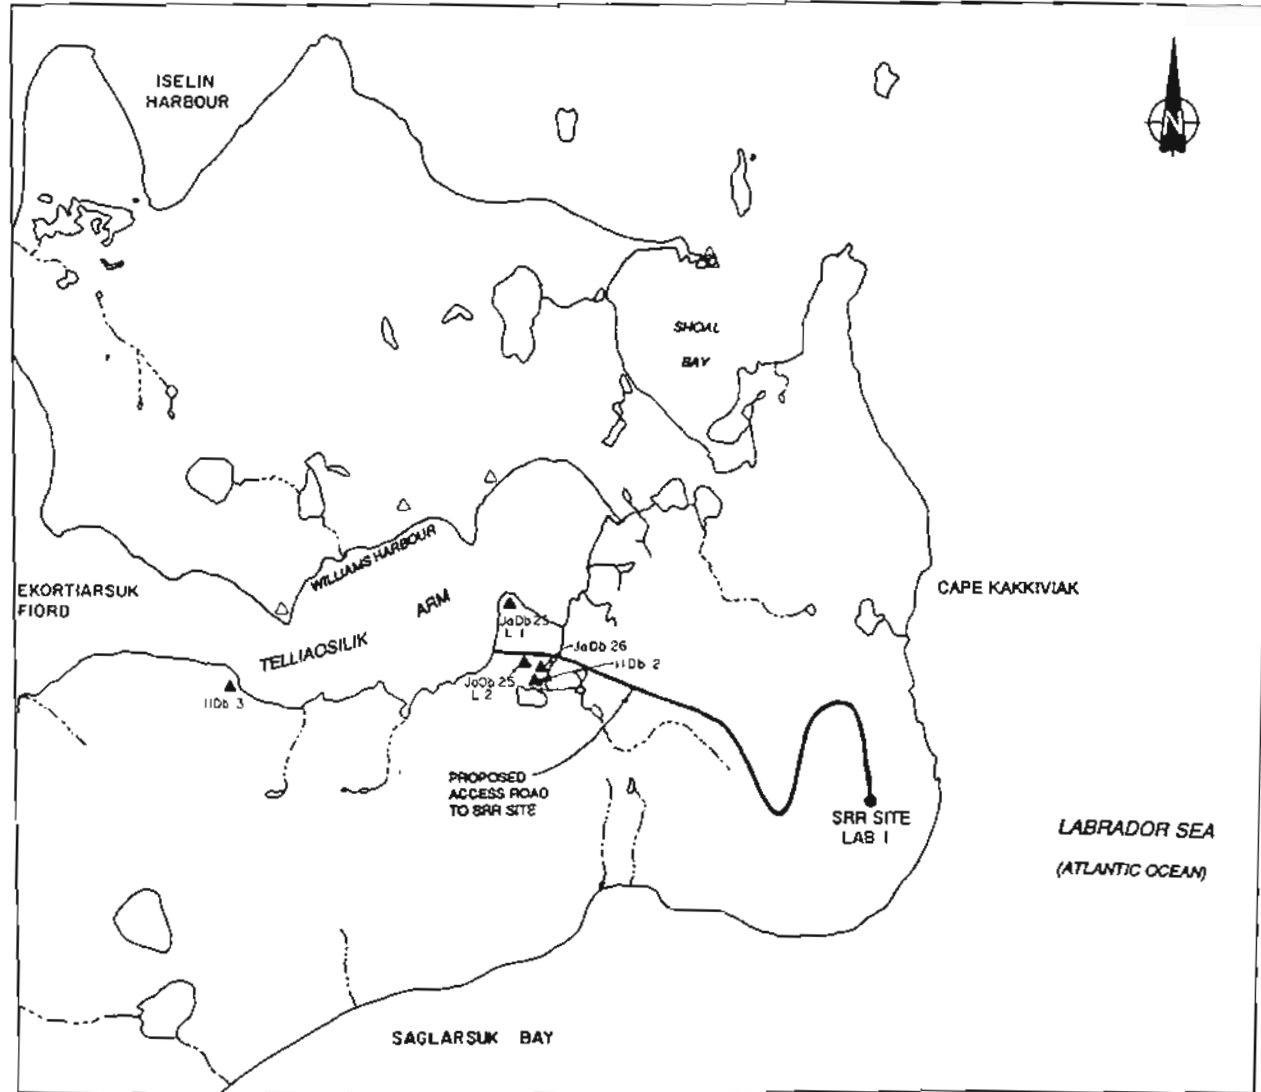 ISELIN
HARBOUR
N
SHOAL
BAY
WILLIAMS HARBOUR
EKORTIARSUK
FIORD
ARM
TELLIAOSILIK
CAPE KAKKIVIAK
JaDb 25
L 1
JaDb 26
11Db 2
JaDb 25
L 2
11Db 3
PROPOSED
ACCESS ROAD
TO SRR SITE
SRR SITE
LAB 1
LABRADOR SEA
(ATLANTIC OCEAN)
SAGLARSUK BAY